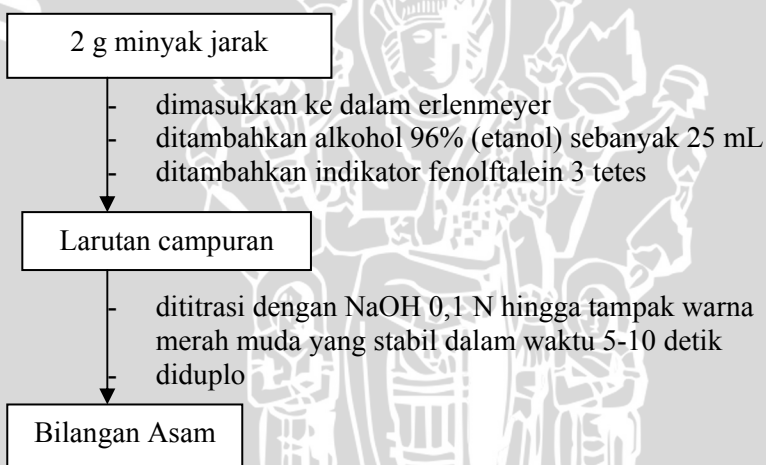 2 g minyak jarak
- dimasukkan ke dalam erlenmeyer
- ditambahkan alkohol 96% (etanol) sebanyak 25 mL
- ditambahkan indikator fenolftalein 3 tetes
Larutan campuran
- dititrasi dengan NaOH 0,1 N hingga tampak warna
merah muda yang stabil dalam waktu 5-10 detik
- diduplo
Bilangan Asam